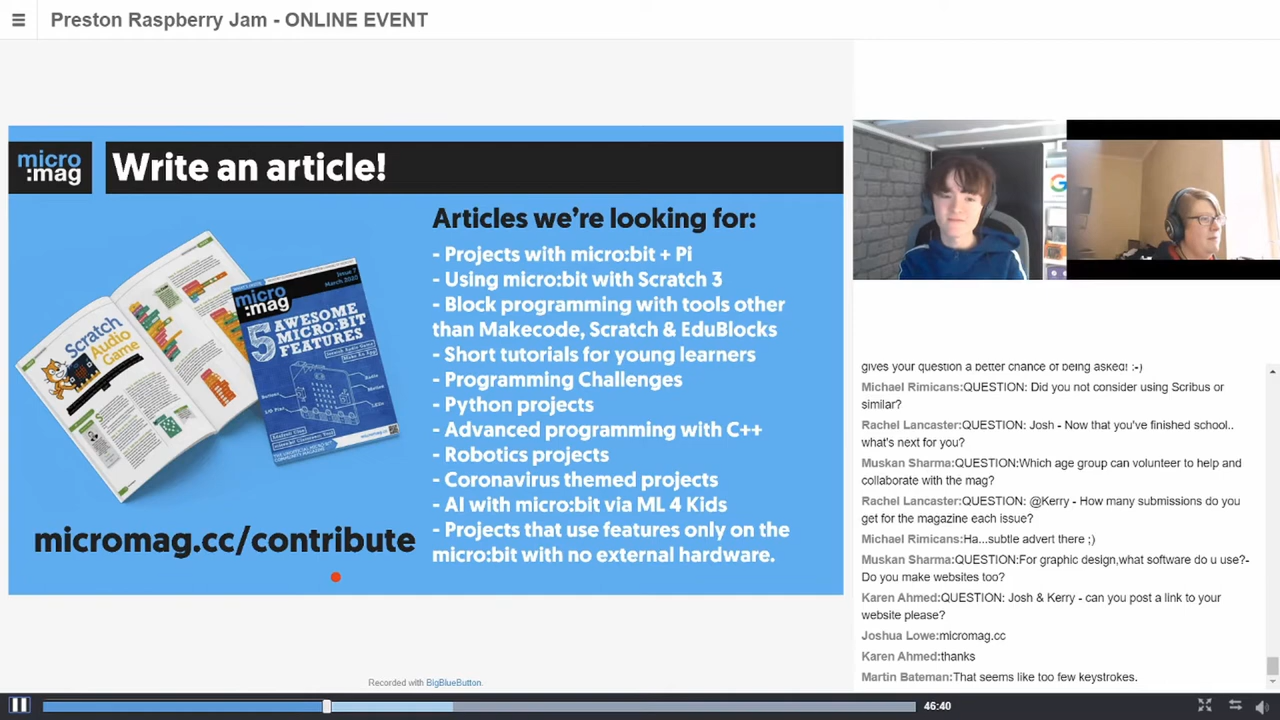 Preston Raspberry Jam - ONLINE EVENT
micro
:mag
Write an article!
Articles we're looking for:
- Projects with micro:bit + Pi
- Using micro:bit with Scratch 3
- Block programming with tools other
than Makecode, Scratch & EduBlocks
- Short tutorials for young learners
- Programming Challenges
- Python projects
- Advanced programming with C++
- Robotics projects
- Coronavirus themed projects
- AI with micro:bit via ML 4 Kids
- Projects that use features only on the
micro:bit with no external hardware.
Scratch
Audio
Game
Issue 7
March 2020
micro
:mag
5 AWESOME
MICRO:BIT
FEATURES
micromag.cc/contribute
gives your question a better chance of being asked! :-)
Michael Rimicans:QUESTION: Did you not consider using Scribus or
similar?
Rachel Lancaster:QUESTION: Josh - Now that you've finished school..
what's next for you?
Muskan Sharma:QUESTION:Which age group can volunteer to help and
collaborate with the mag?
Rachel Lancaster:QUESTION: @Kerry - How many submissions do you
get for the magazine each issue?
Michael Rimicans:Ha...subtle advert there ;)
Muskan Sharma:QUESTION:For graphic design,what software do u use?-
Do you make websites too?
Karen Ahmed:QUESTION: Josh & Kerry - can you post a link to your
website please?
Joshua Lowe:micromag.cc
Karen Ahmed:thanks
Martin Bateman:That seems like too few keystrokes.
Recorded with BigBlueButton.
46:40